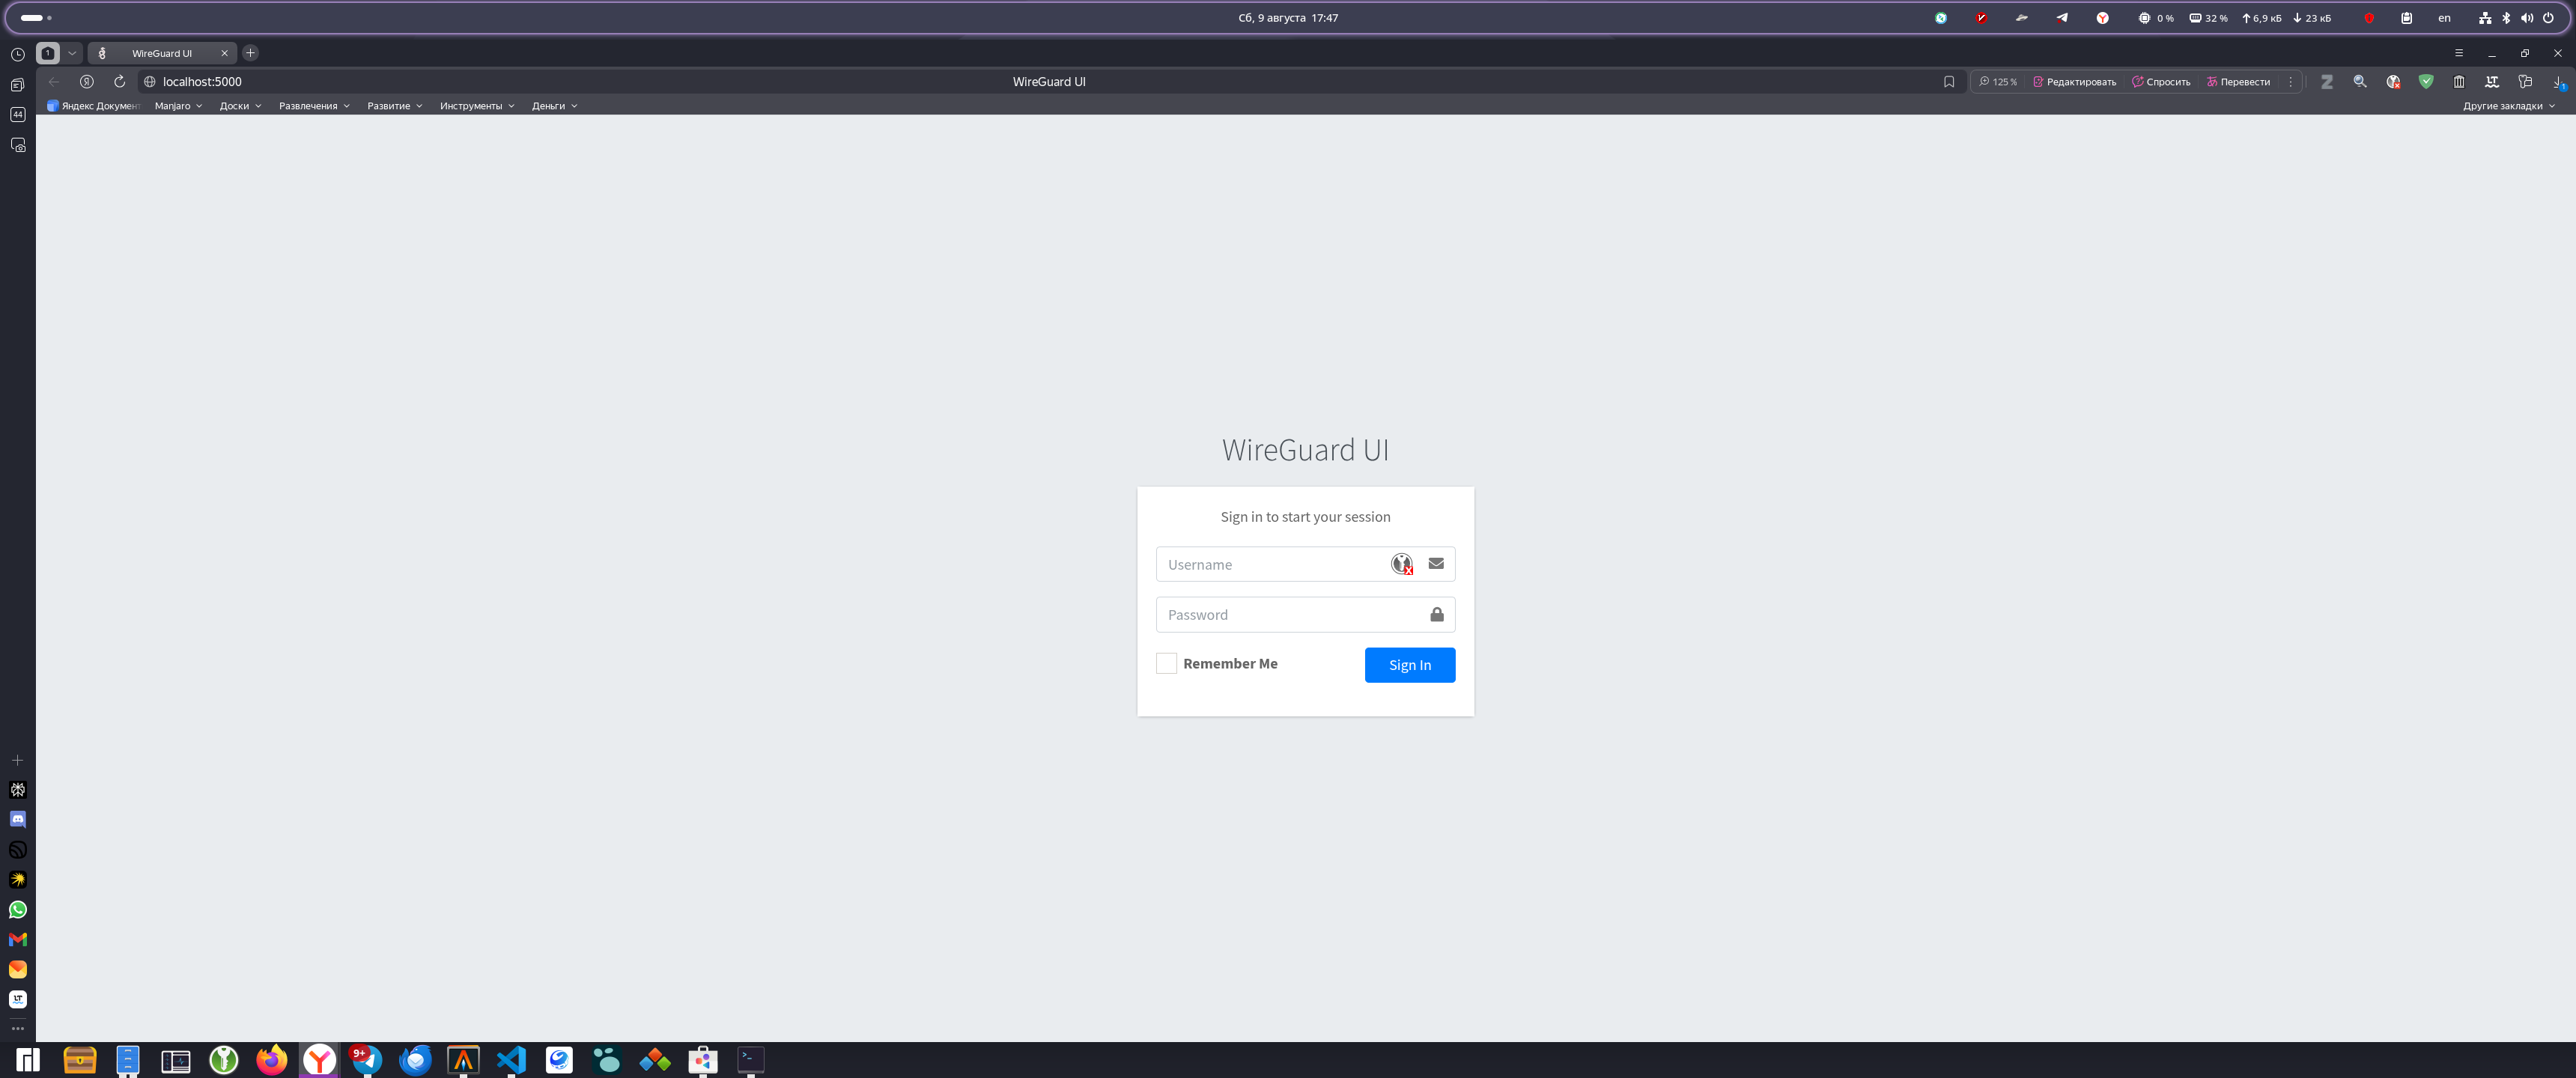 Сб, 9 августа 17:47
0 %
32 %
6,9 кБ
23 кБ
en
1
WireGuard UI
localhost:5000
WireGuard UI
125 %
Редактировать
Спросить
Перевести
1
Яндекс Документ
Manjaro
Доски
Развлечения
Развитие
Инструменты
Деньги
Другие закладки
44
WireGuard UI
Sign in to start your session
Username
Password
Remember Me
Sign In
LT
9+